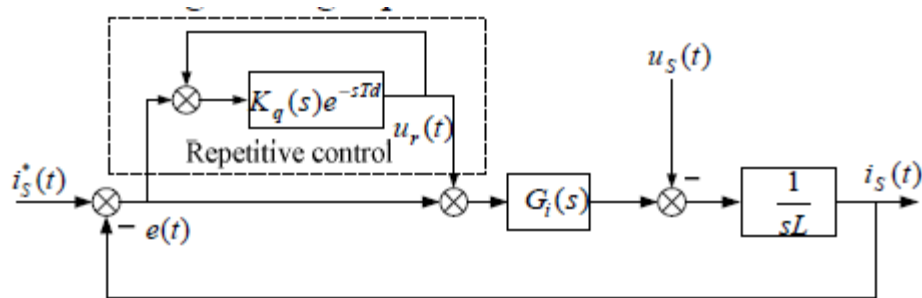 u_S(t)
K_q(s)e^{-sTd}
u_r(t)
Repetitive control
i_S^*(t)
G_i(s)
1
sL
i_S(t)
− e(t)
−